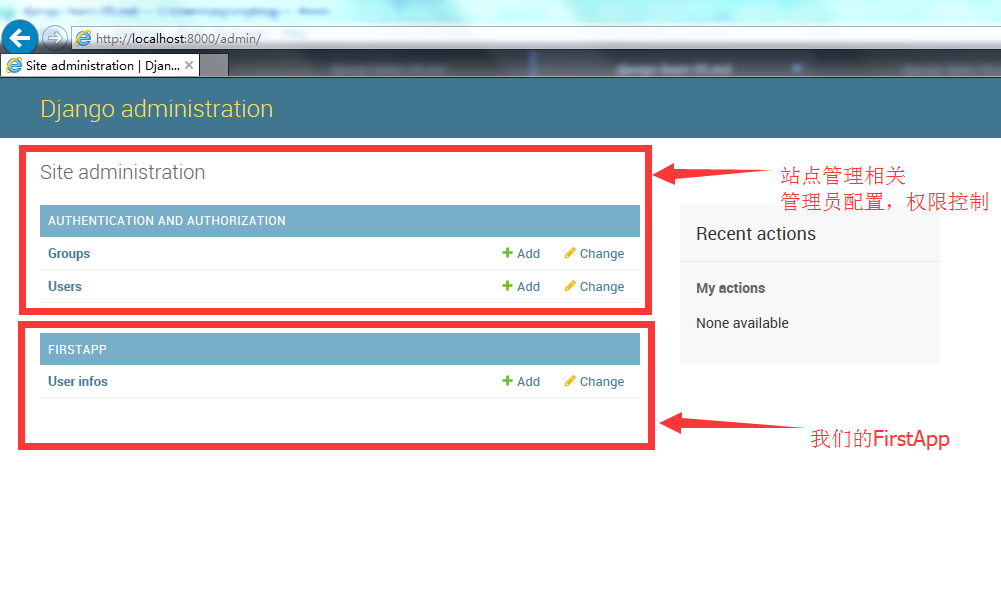 http://localhost:8000/admin/
Site administration | Djan...
Django administration
Site administration
AUTHENTICATION AND AUTHORIZATION
Groups
Add
Change
Users
Add
Change
FIRSTAPP
User infos
Add
Change
站点管理相关
管理员配置，权限控制
Recent actions
My actions
None available
我们的FirstApp